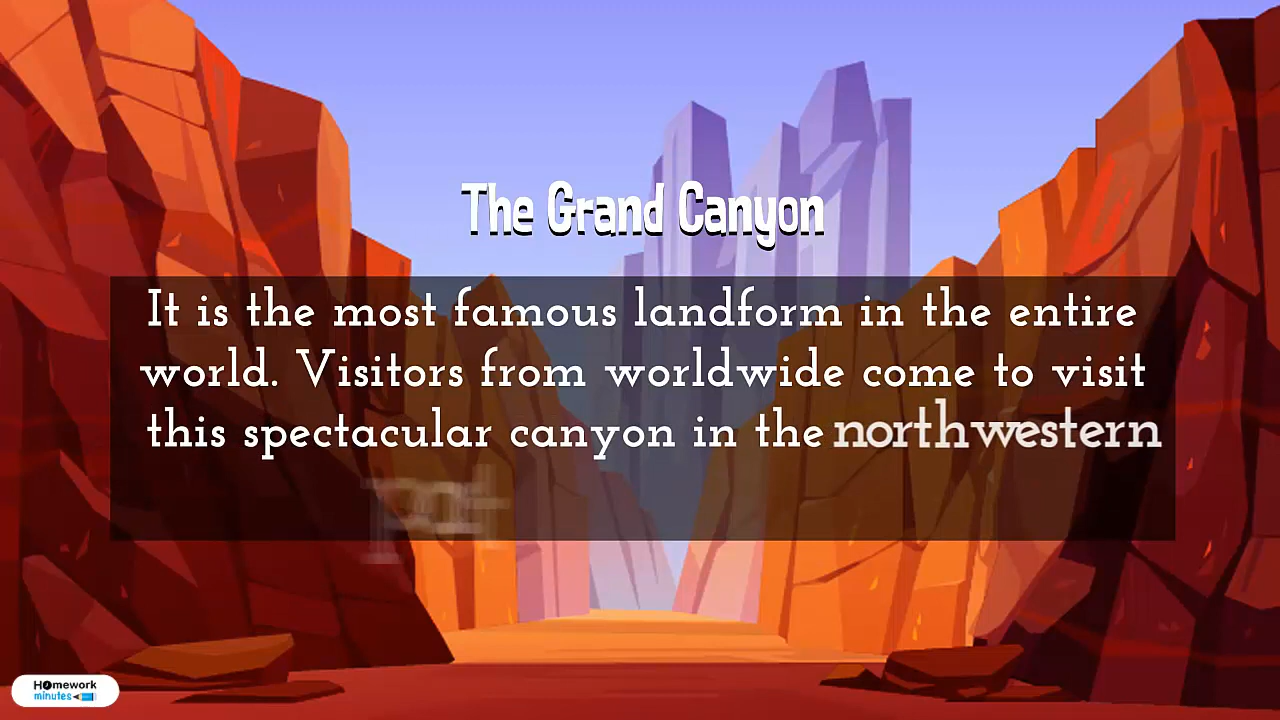 The Grand Canyon
It is the most famous landform in the entire
world. Visitors from worldwide come to visit
this spectacular canyon in the northwestern
Homework
minutes